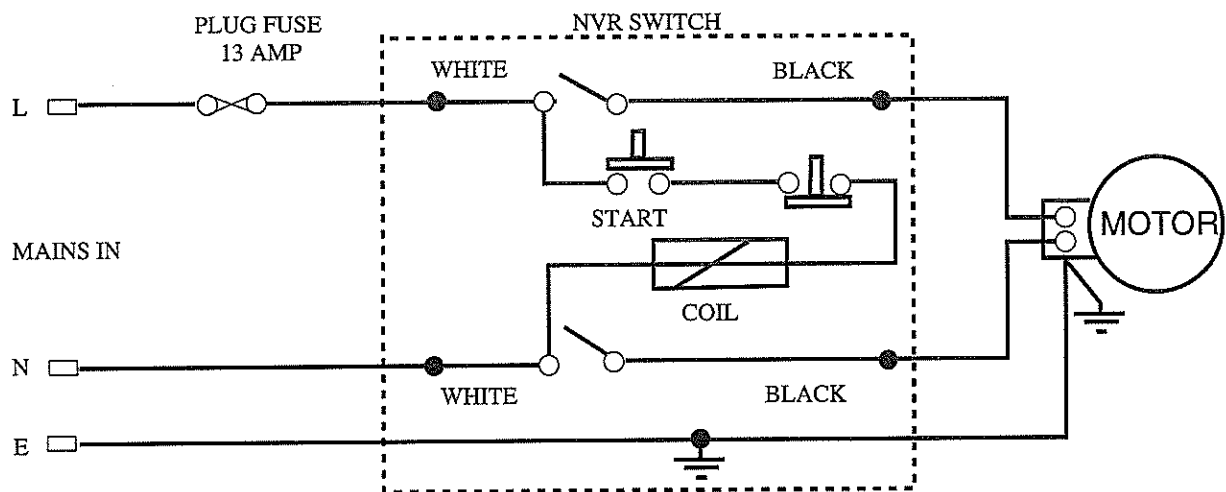 PLUG FUSE
13 AMP
NVR SWITCH
WHITE
BLACK
L
START
MOTOR
MAINS IN
COIL
N
WHITE
BLACK
E